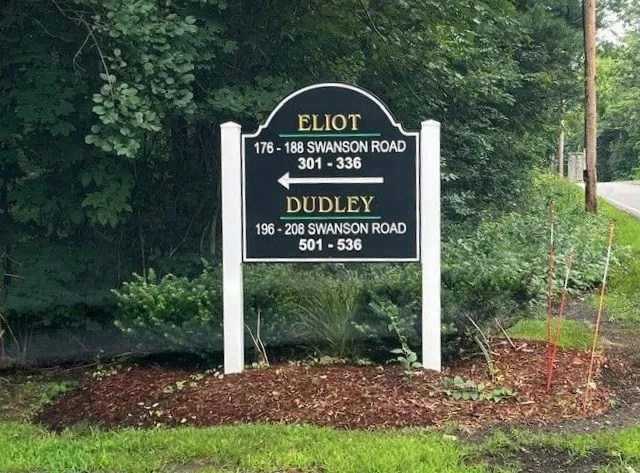 ELIOT
176 - 188 SWANSON ROAD
301 - 336
DUDLEY
196 - 208 SWANSON ROAD
501 - 536